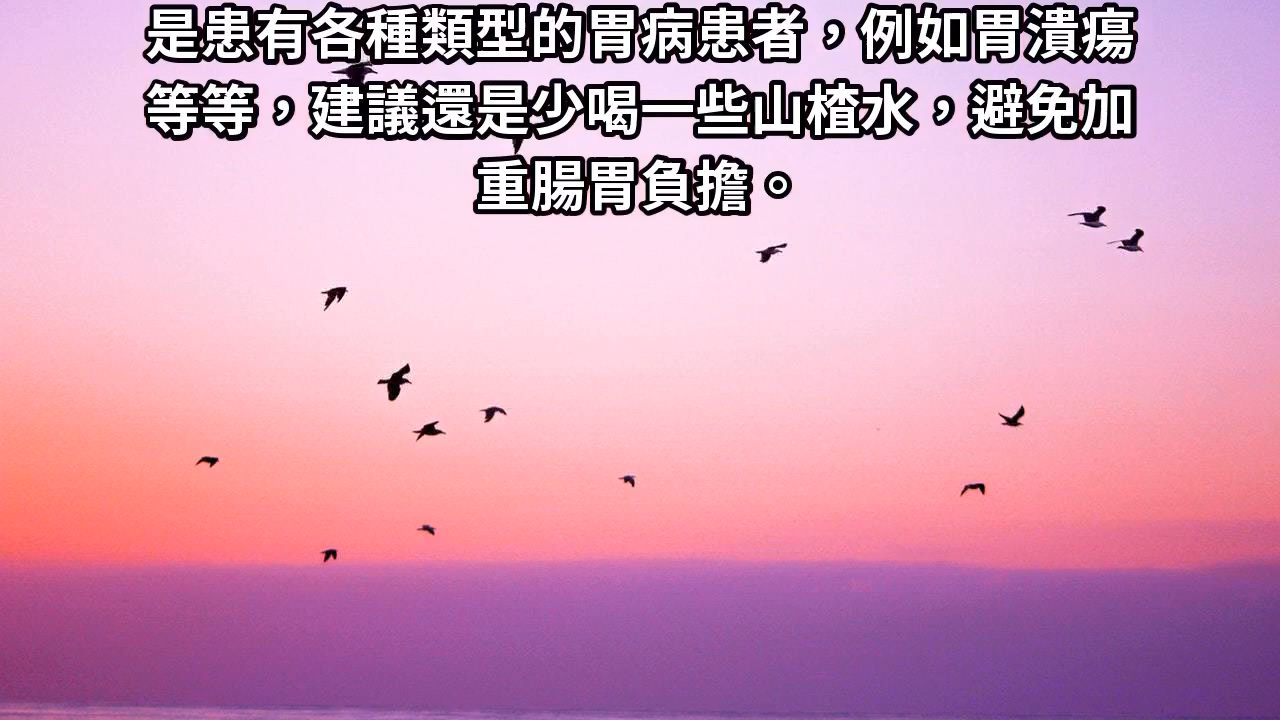 是患有各種類型的胃病患者，例如胃潰瘍
等等，建議還是少喝一些山楂水，避免加
重腸胃負擔。